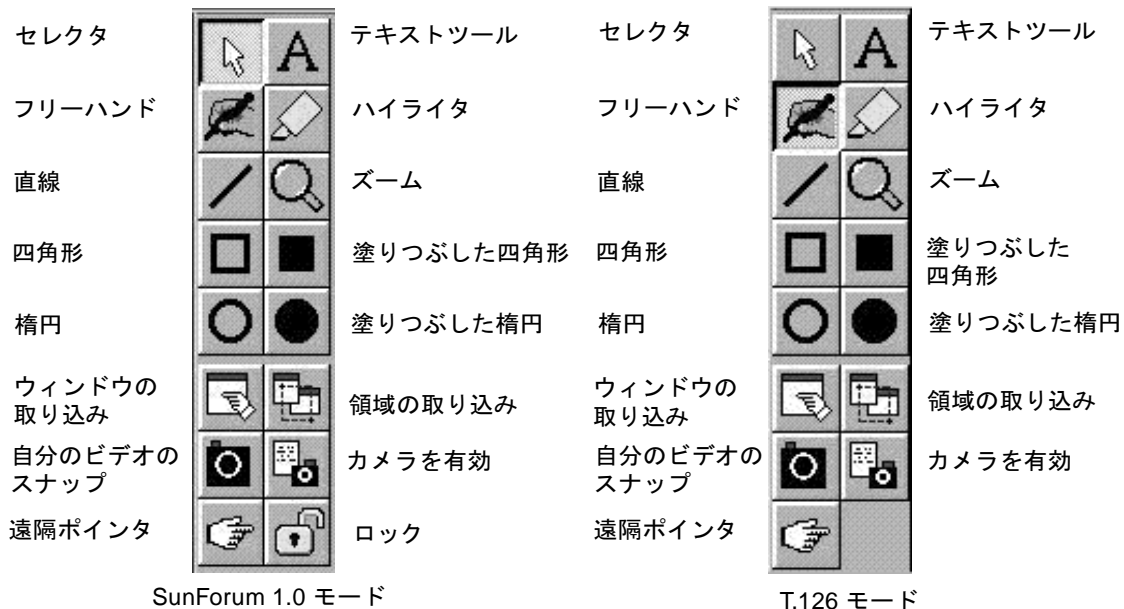 セレクタ
テキストツール
フリーハンド
ハイライタ
直線
ズーム
四角形
塗りつぶした四角形
楕円
塗りつぶした楕円
ウィンドウの
取り込み
領域の取り込み
自分のビデオの
スナップ
カメラを有効
遠隔ポインタ
ロック
SunForum 1.0 モード
セレクタ
テキストツール
フリーハンド
ハイライタ
直線
ズーム
四角形
塗りつぶした
四角形
楕円
塗りつぶした楕円
ウィンドウの
取り込み
領域の取り込み
自分のビデオの
スナップ
カメラを有効
遠隔ポインタ
T.126 モード